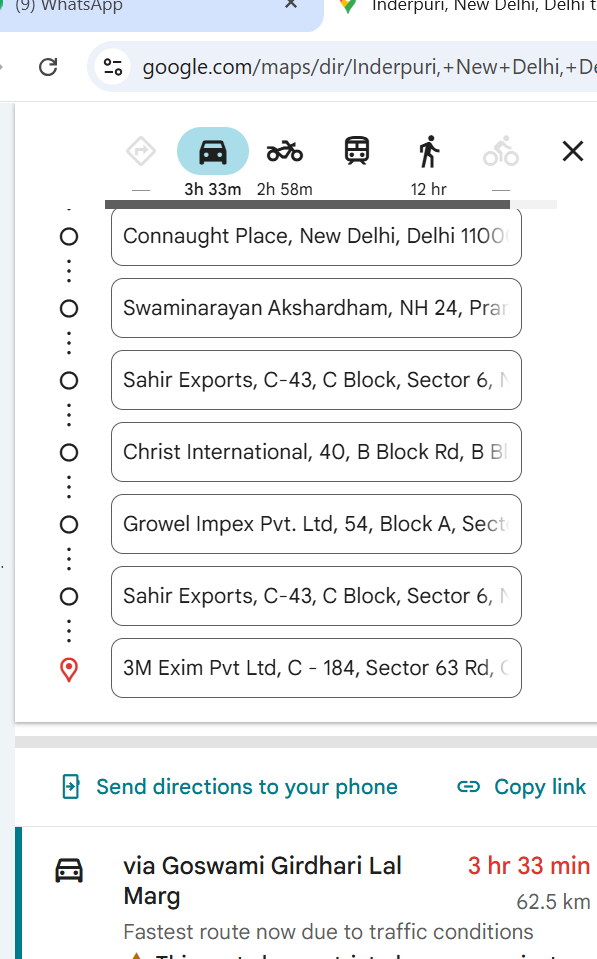 (9) WhatsApp
Inderpuri, New Delhi, Delhi t
google.com/maps/dir/Inderpuri,+New+Delhi,+De
— 3h 33m 2h 58m 12 hr —
Connaught Place, New Delhi, Delhi 1100
Swaminarayan Akshardham, NH 24, Pran
Sahir Exports, C-43, C Block, Sector 6, N
Christ International, 40, B Block Rd, B Bl
Growel Impex Pvt. Ltd, 54, Block A, Secto
Sahir Exports, C-43, C Block, Sector 6, N
3M Exim Pvt Ltd, C - 184, Sector 63 Rd, C
Send directions to your phone Copy link
via Goswami Girdhari Lal 3 hr 33 min
Marg 62.5 km
Fastest route now due to traffic conditions